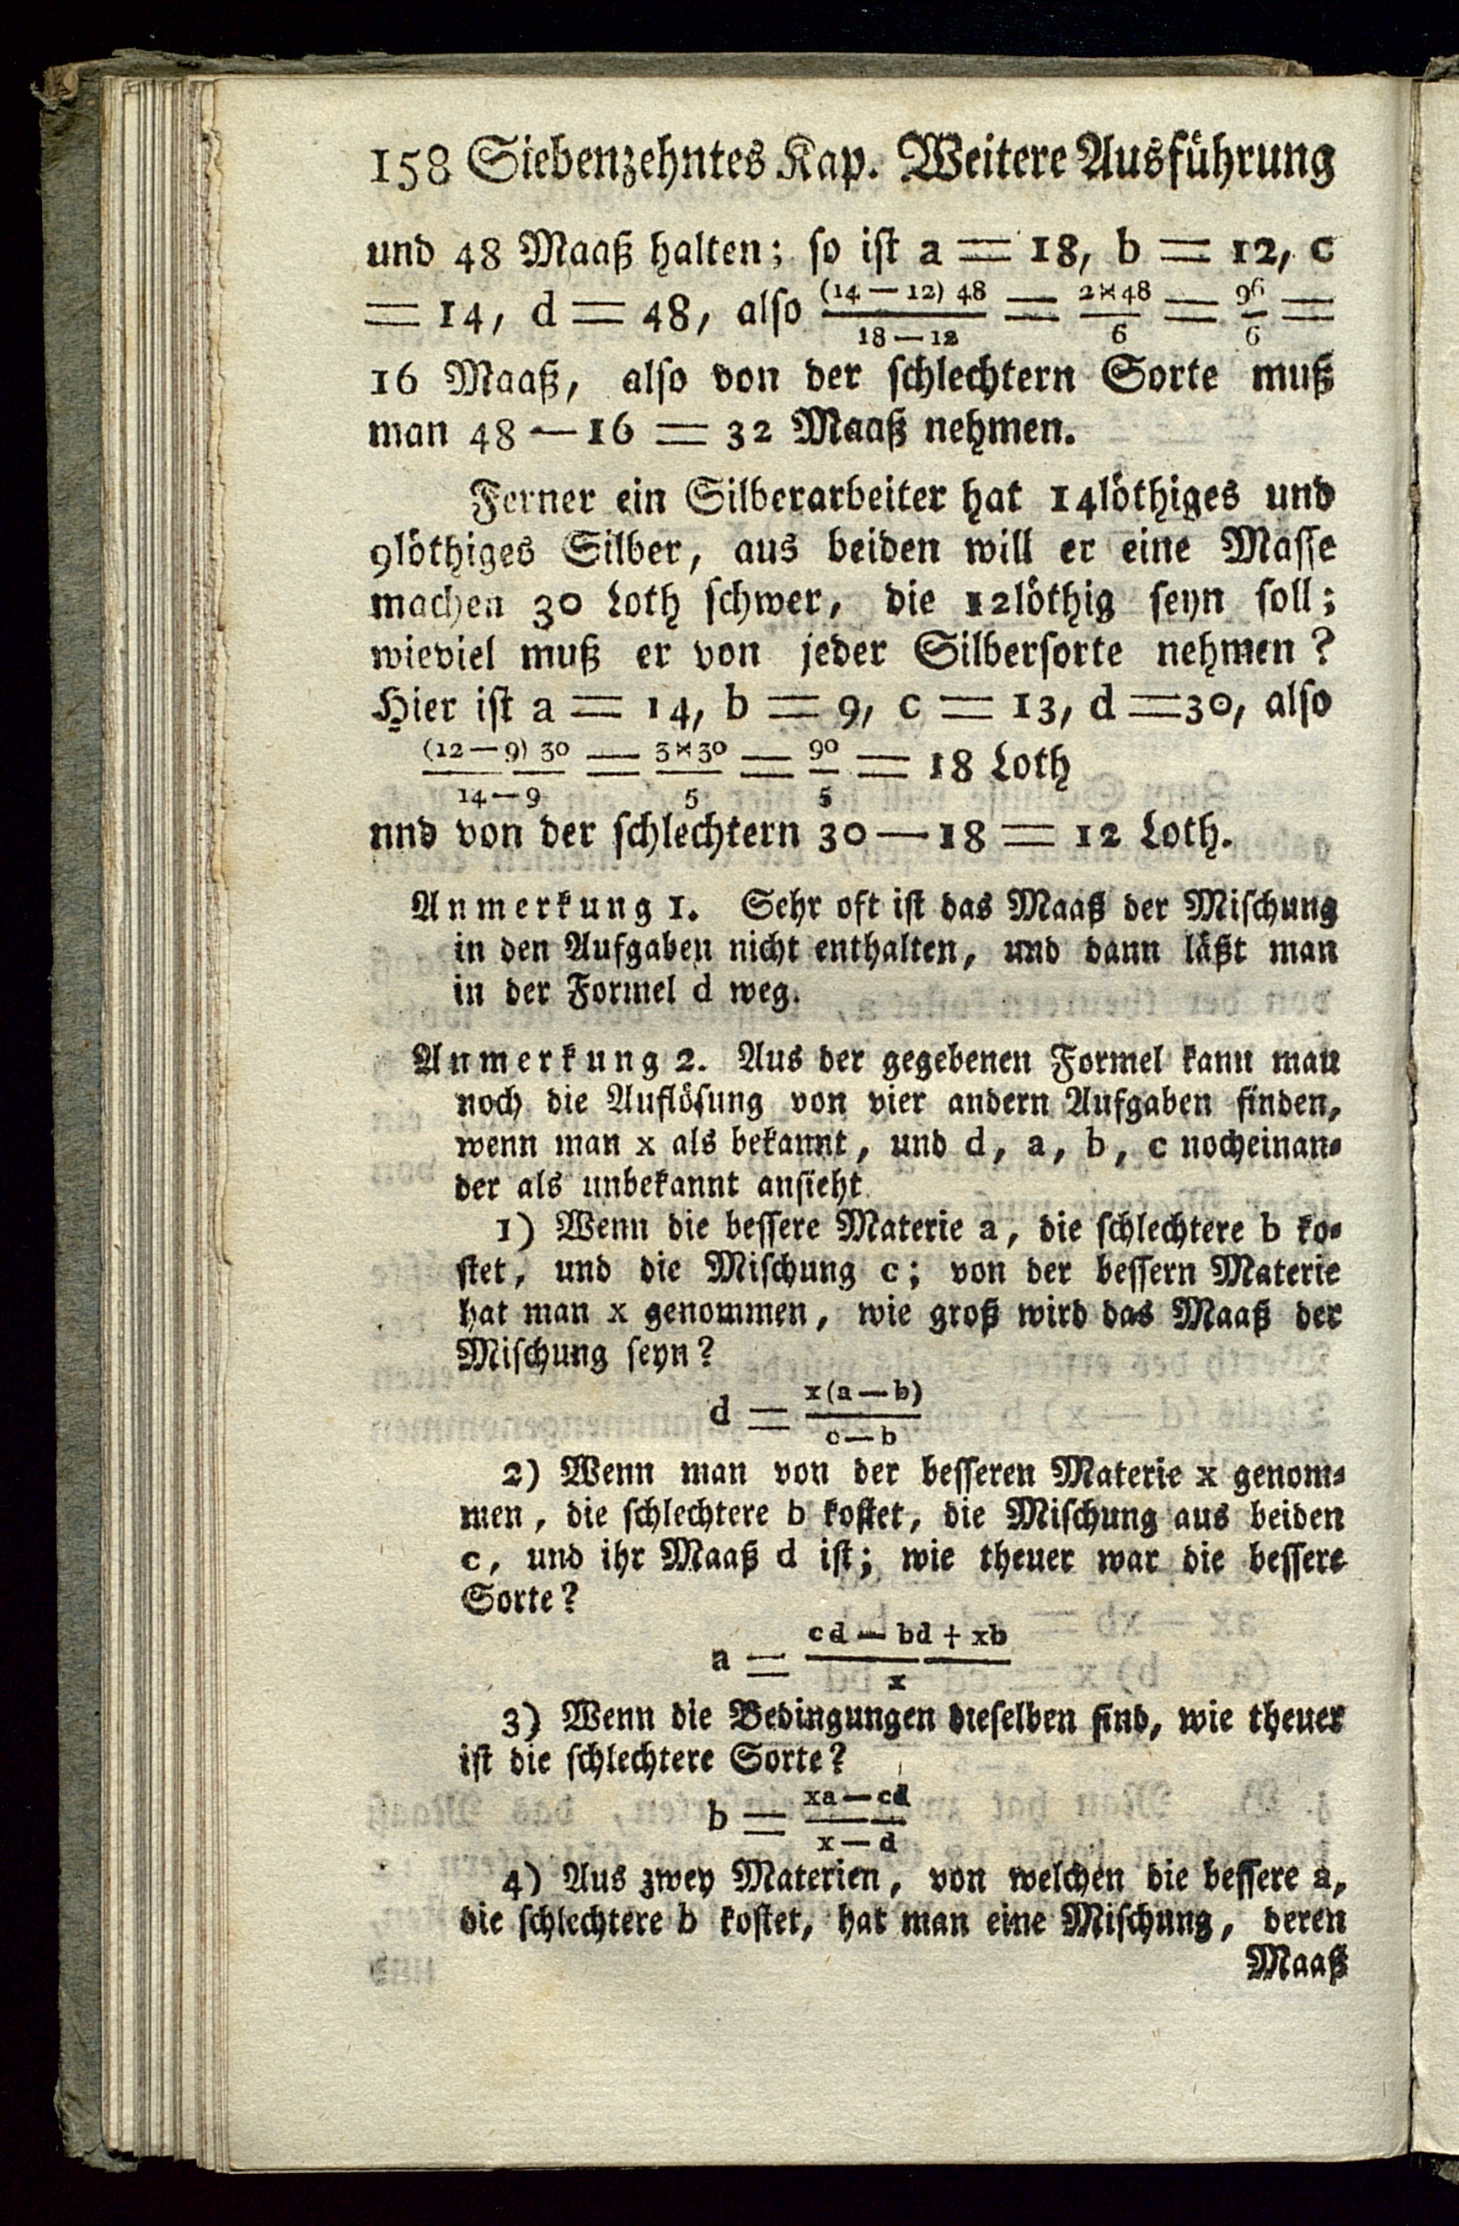 158 Siebenzehntes Kap. Weitere Ausführung
und 48 Maaß halten; ſo iſt a = 18, b = 12, c
= 14, d = 48, alſo (14 — 12) 48 / 18 — 12 = 2×48 / 6 = 96 / 6 =
16 Maaß, alſo von der ſchlechtern Sorte muß
man 48 — 16 = 32 Maaß nehmen.
Ferner ein Silberarbeiter hat 14löthiges und
9löthiges Silber, aus beiden will er eine Maſſe
machen 30 Loth ſchwer, die 12löthig ſeyn ſoll;
wieviel muß er von jeder Silberſorte nehmen?
Hier iſt a = 14, b = 9, c = 13, d = 30, alſo
(12 — 9) 30 / 14 — 9 = 3×30 / 5 = 90 / 5 = 18 Loth
nnd von der ſchlechtern 30 — 18 = 12 Loth.
Anmerkung 1. Sehr oft iſt das Maaß der Miſchung
in den Aufgaben nicht enthalten, und dann läßt man
in der Formel d weg.
Anmerkung 2. Aus der gegebenen Formel kann man
noch die Auflöſung von vier andern Aufgaben finden,
wenn man x als bekannt, und d, a, b, c nocheinan⸗
der als unbekannt anſieht
1) Wenn die beſſere Materie a, die ſchlechtere b ko⸗
ſtet, und die Miſchung c; von der beſſern Materie
hat man x genommen, wie groß wird das Maaß der
Miſchung ſeyn?
d = x (a — b) / c — b
2) Wenn man von der beſſeren Materie x genom⸗
men, die ſchlechtere b koſtet, die Miſchung aus beiden
c, und ihr Maaß d iſt; wie theuer war die beſſere
Sorte?
a = cd — bd + xb / x
3) Wenn die Bedingungen dieſelben ſind, wie theuer
iſt die ſchlechtere Sorte?
b = xa — cd / x — d
4) Aus zwey Materien, von welchen die beſſere a,
die ſchlechtere b koſtet, hat man eine Miſchung, deren
Maaß